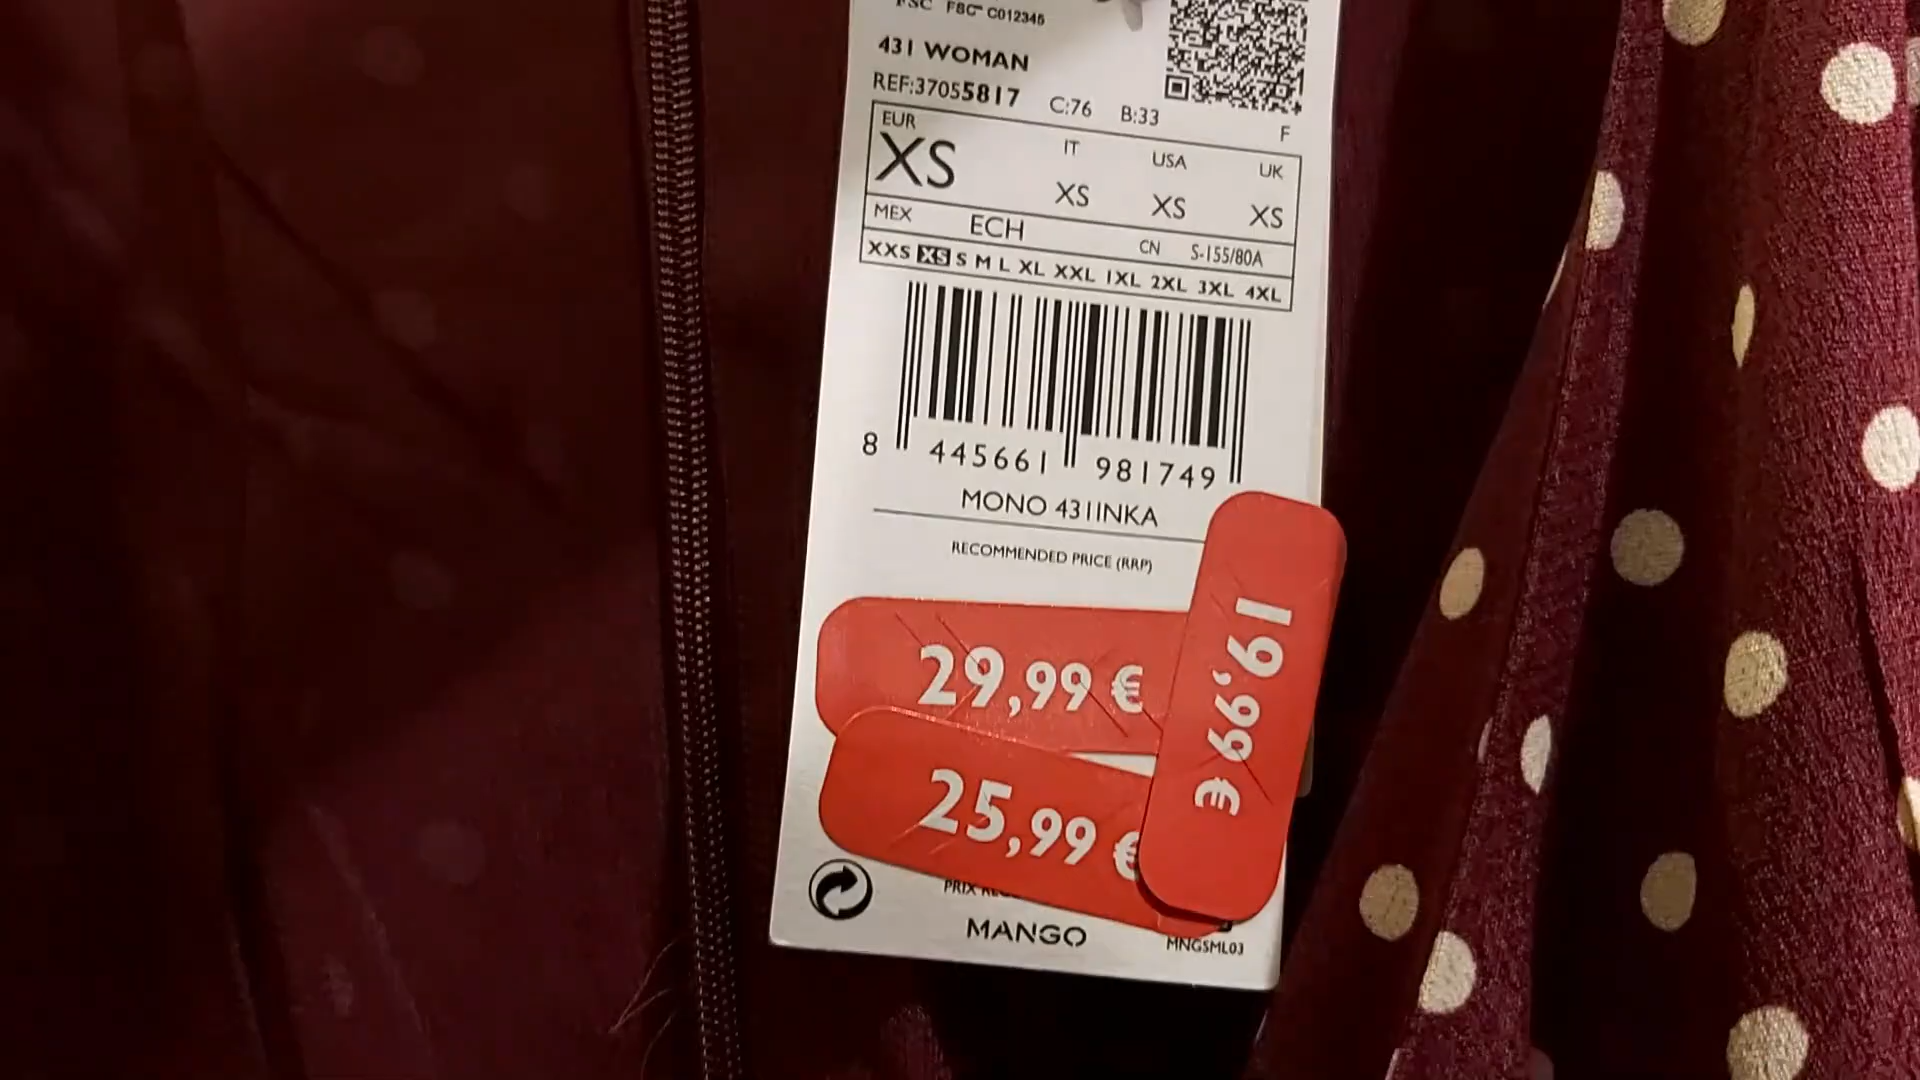 FSC FSC™ C012345
431 WOMAN
REF:37055817 C:76 B:33 F
EUR IT USA UK
XS XS XS XS
MEX ECH CN S-155/80A
XXS XS S M L XL XXL 1XL 2XL 3XL 4XL
8 445661 981749
MONO 431INKA
RECOMMENDED PRICE (RRP)
29,99 €
25,99 €
19,99 €
PRIX
MANGO
MNGSML03